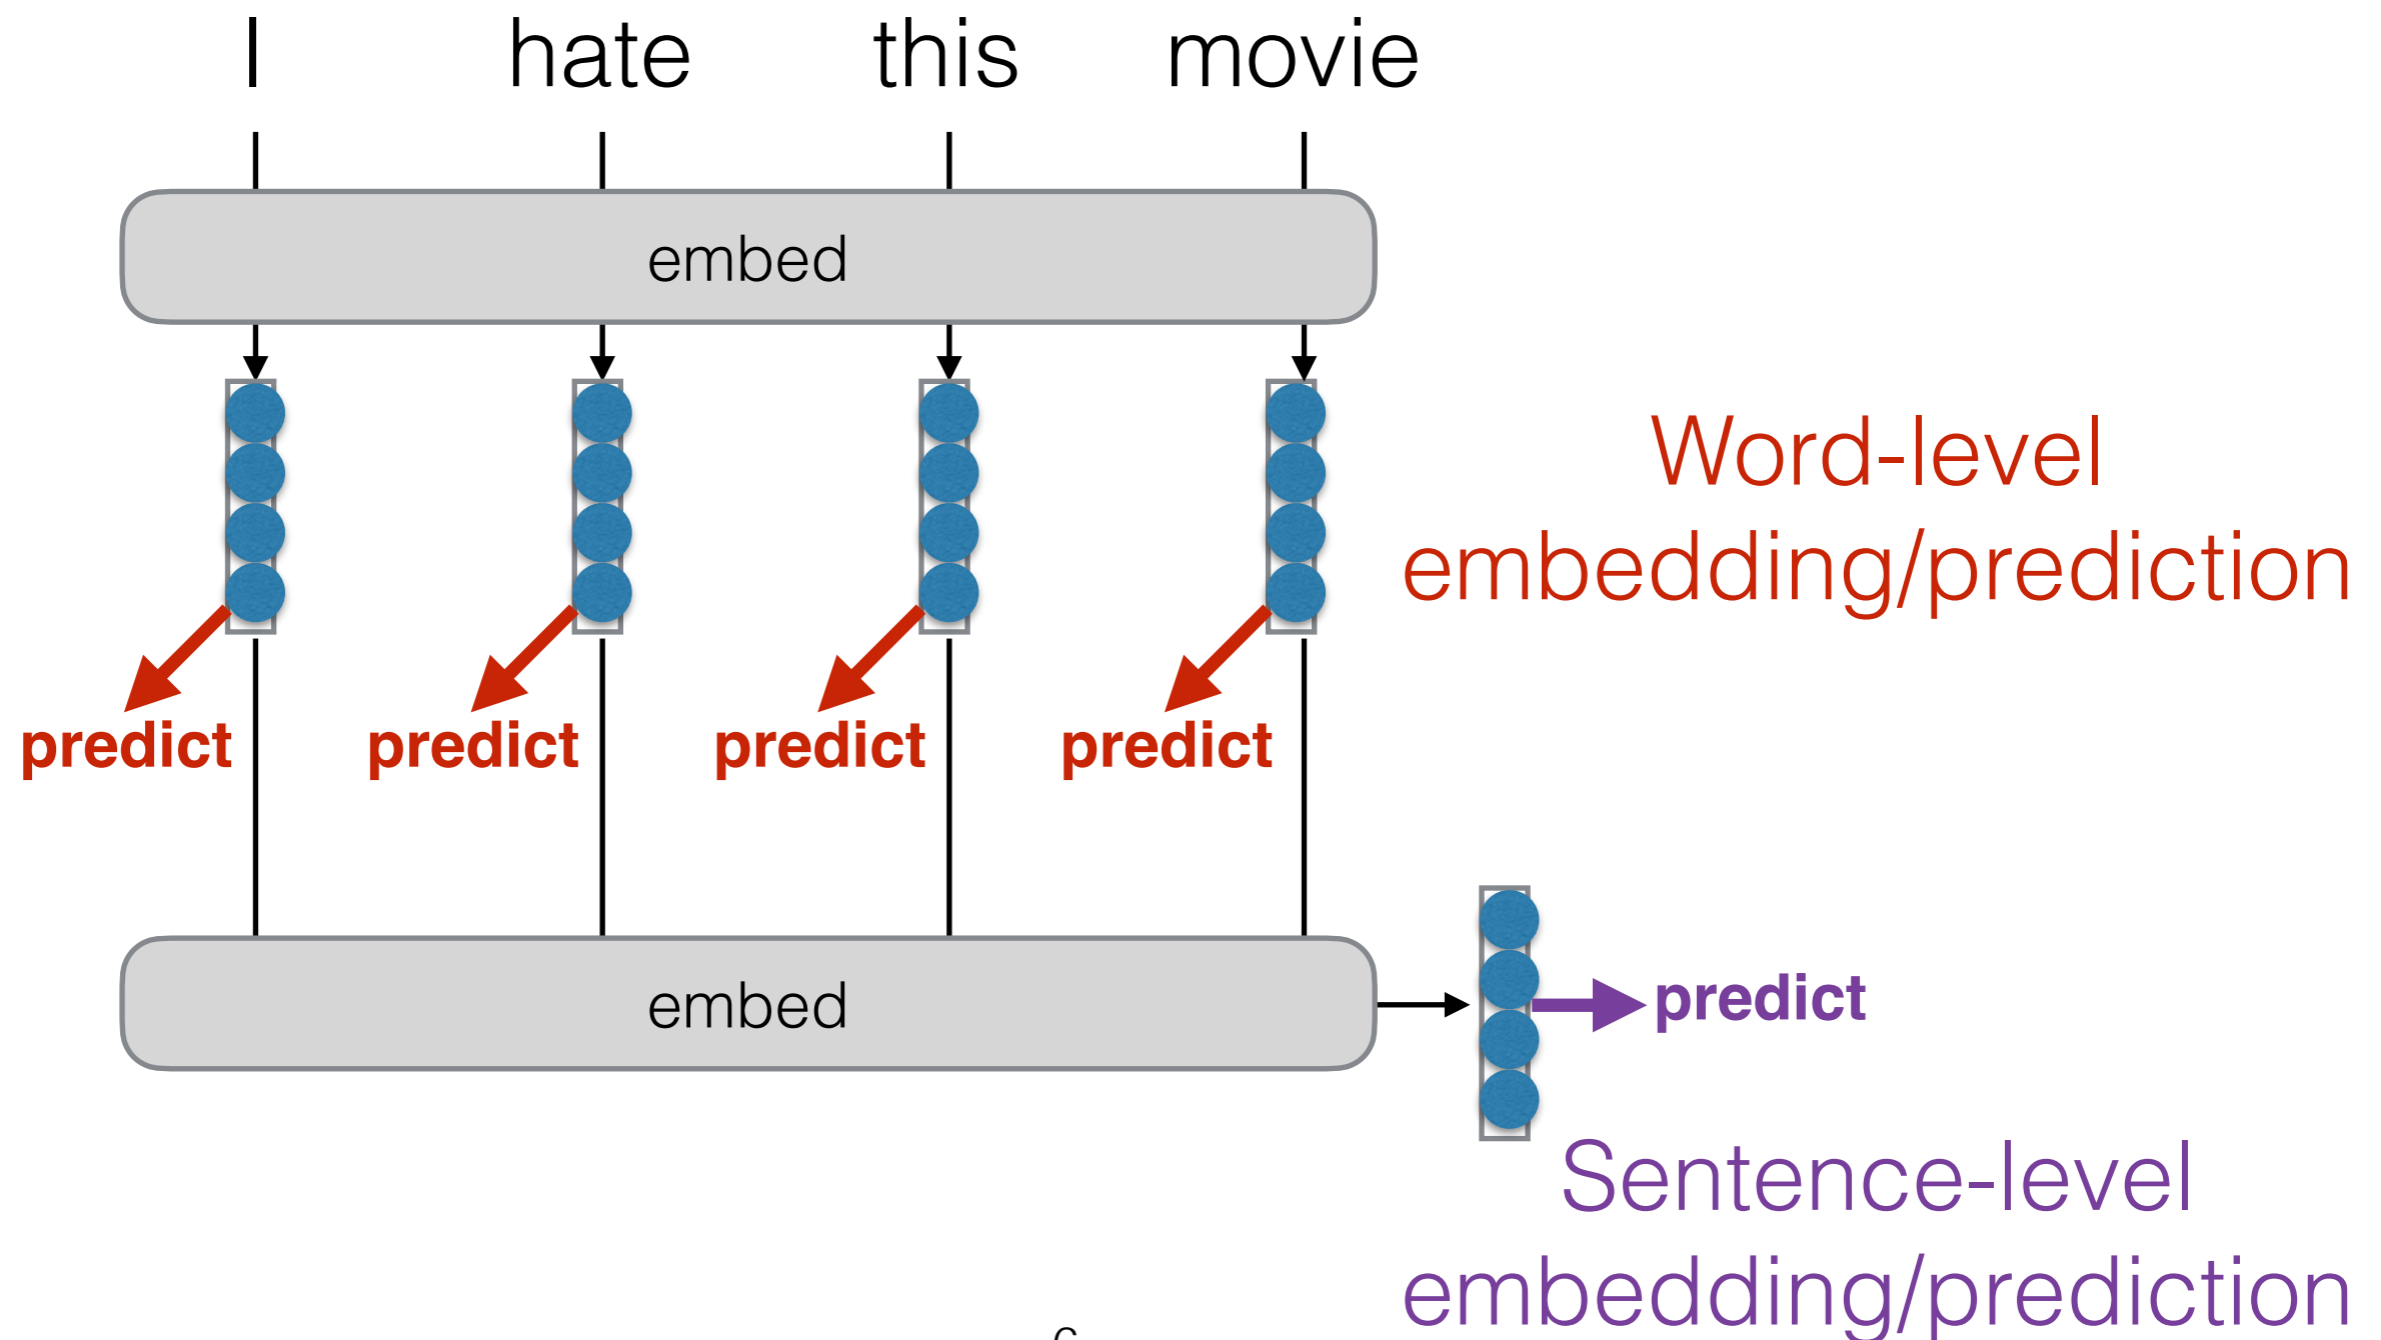 I hate this movie
embed
Word-level
embedding/prediction
predict predict predict predict
embed
predict
Sentence-level
embedding/prediction